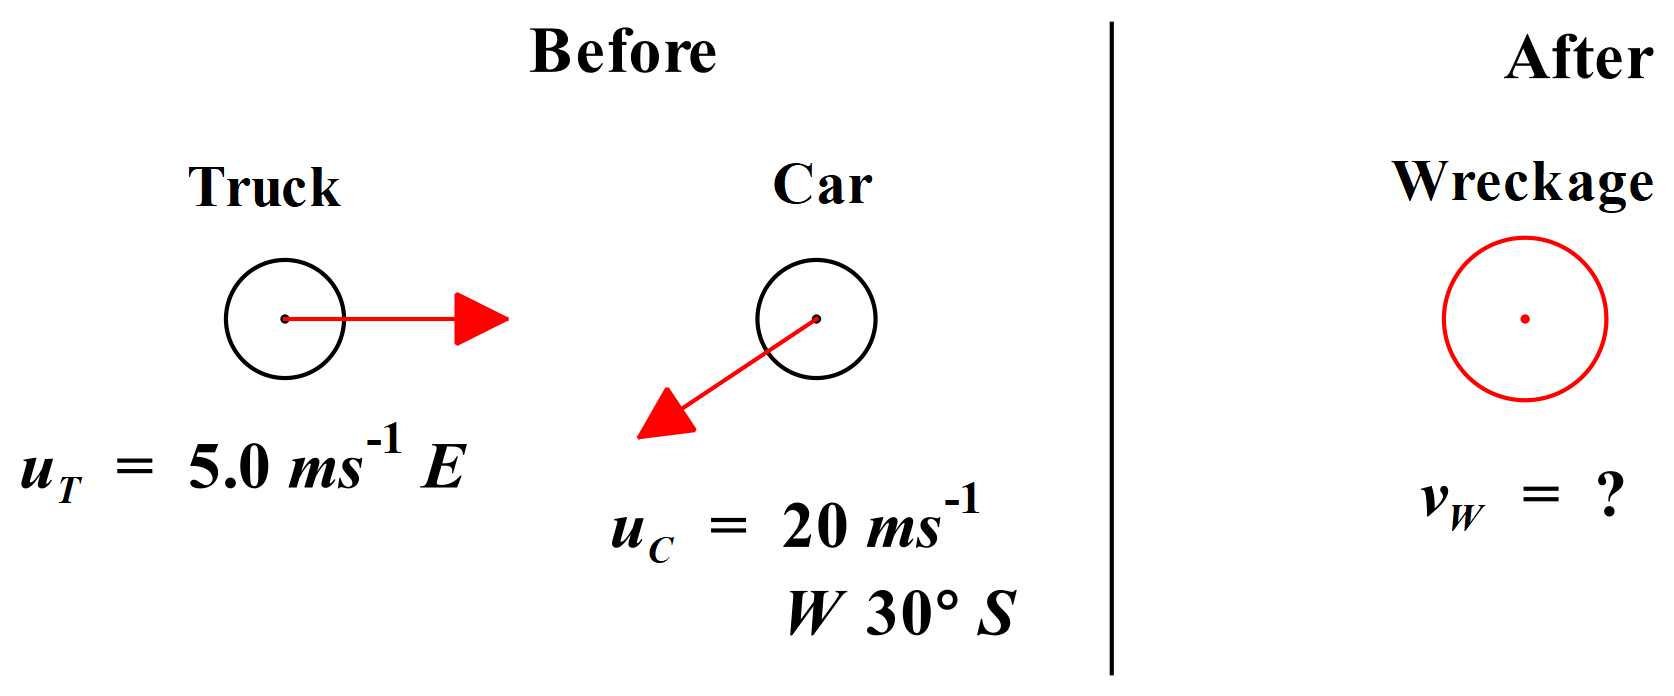 Before
After
Truck
Car
Wreckage
u_T = 5.0 ms^-1 E
u_C = 20 ms^-1
W 30° S
v_W = ?